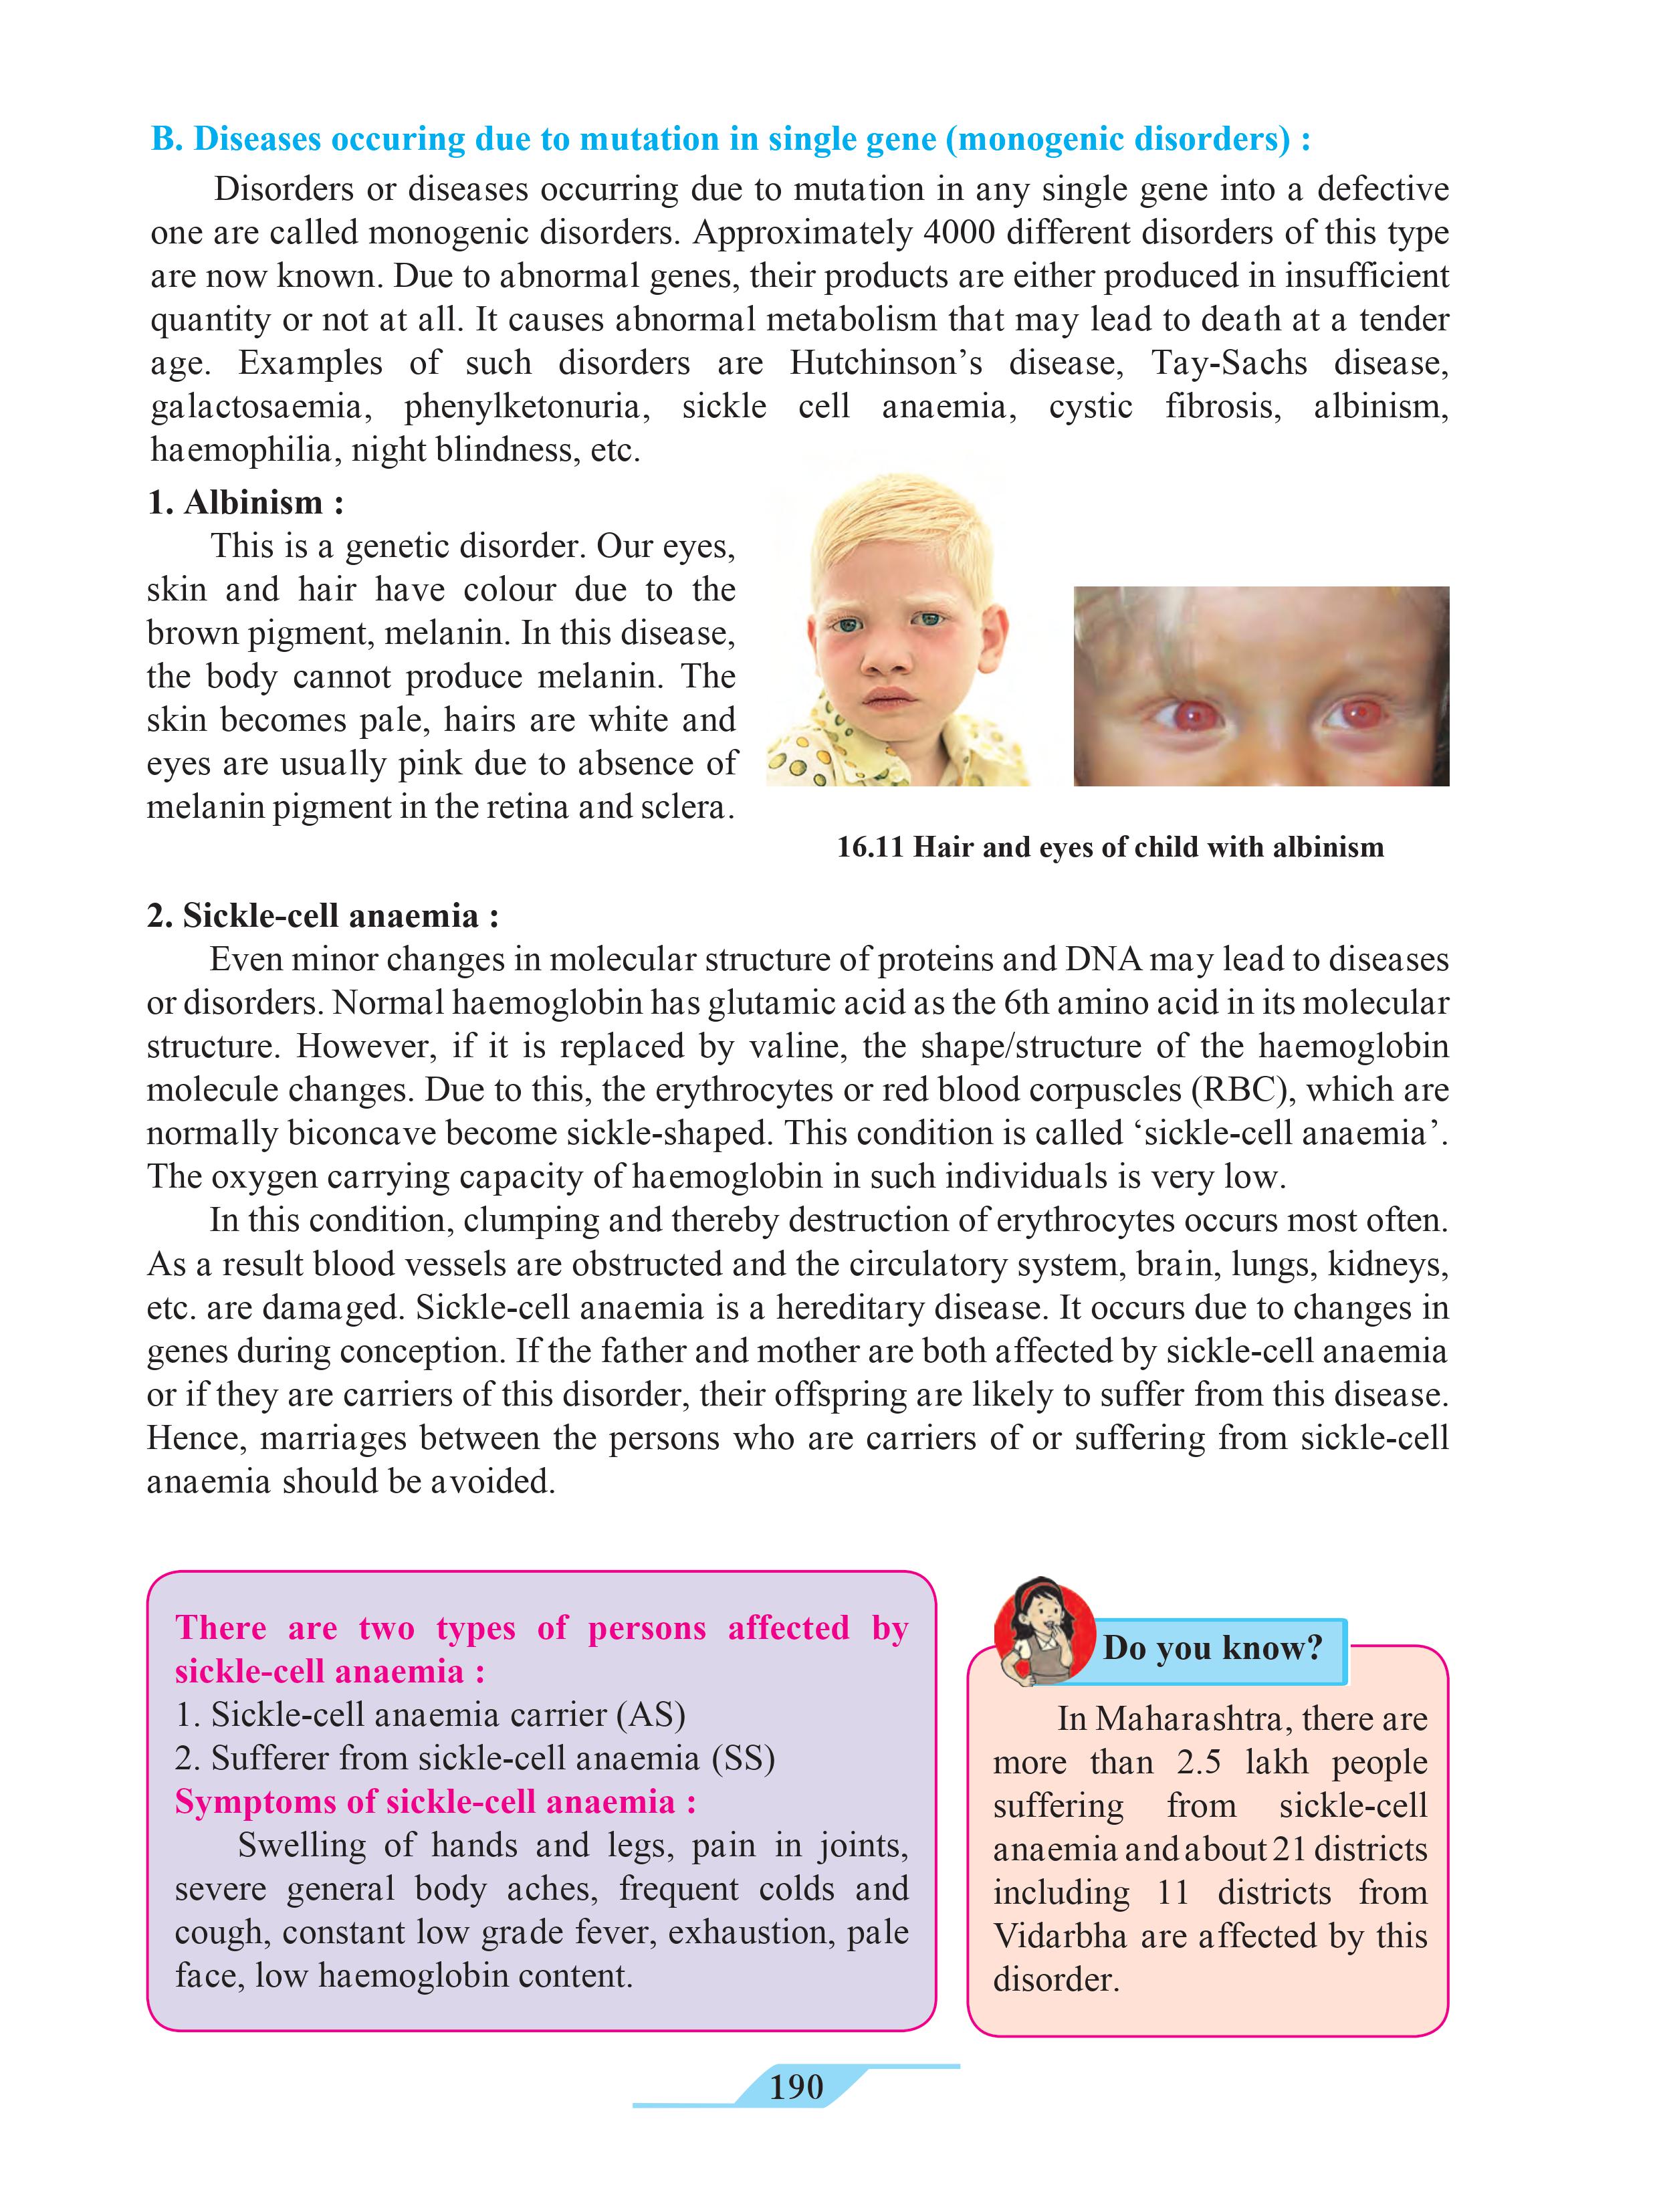 B. Diseases occuring due to mutation in single gene (monogenic disorders) :
Disorders or diseases occurring due to mutation in any single gene into a defective
one are called monogenic disorders. Approximately 4000 different disorders of this type
are now known. Due to abnormal genes, their products are either produced in insufficient
quantity or not at all. It causes abnormal metabolism that may lead to death at a tender
age. Examples of such disorders are Hutchinson’s disease, Tay-Sachs disease,
galactosaemia, phenylketonuria, sickle cell anaemia, cystic fibrosis, albinism,
haemophilia, night blindness, etc.
1. Albinism :
This is a genetic disorder. Our eyes,
skin and hair have colour due to the
brown pigment, melanin. In this disease,
the body cannot produce melanin. The
skin becomes pale, hairs are white and
eyes are usually pink due to absence of
melanin pigment in the retina and sclera.
16.11 Hair and eyes of child with albinism
2. Sickle-cell anaemia :
Even minor changes in molecular structure of proteins and DNA may lead to diseases
or disorders. Normal haemoglobin has glutamic acid as the 6th amino acid in its molecular
structure. However, if it is replaced by valine, the shape/structure of the haemoglobin
molecule changes. Due to this, the erythrocytes or red blood corpuscles (RBC), which are
normally biconcave become sickle-shaped. This condition is called ‘sickle-cell anaemia’.
The oxygen carrying capacity of haemoglobin in such individuals is very low.
In this condition, clumping and thereby destruction of erythrocytes occurs most often.
As a result blood vessels are obstructed and the circulatory system, brain, lungs, kidneys,
etc. are damaged. Sickle-cell anaemia is a hereditary disease. It occurs due to changes in
genes during conception. If the father and mother are both affected by sickle-cell anaemia
or if they are carriers of this disorder, their offspring are likely to suffer from this disease.
Hence, marriages between the persons who are carriers of or suffering from sickle-cell
anaemia should be avoided.
There are two types of persons affected by
sickle-cell anaemia :
1. Sickle-cell anaemia carrier (AS)
2. Sufferer from sickle-cell anaemia (SS)
Symptoms of sickle-cell anaemia :
Swelling of hands and legs, pain in joints,
severe general body aches, frequent colds and
cough, constant low grade fever, exhaustion, pale
face, low haemoglobin content.
Do you know?
In Maharashtra, there are
more than 2.5 lakh people
suffering from sickle-cell
anaemia and about 21 districts
including 11 districts from
Vidarbha are affected by this
disorder.
190